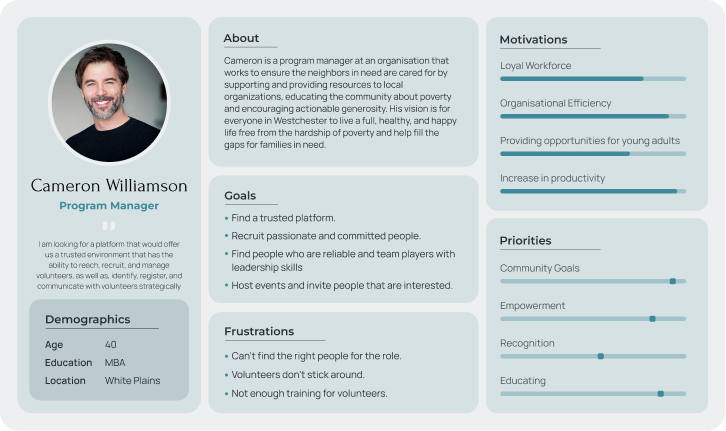 Cameron Williamson
Program Manager
I am looking for a platform that would offer
us a trusted environment that has the
ability to reach, recruit, and manage
volunteers, as well as, identify, register, and
communicate with volunteers strategically
Demographics
Age 40
Education MBA
Location White Plains
About
Cameron is a program manager at an organisation that
works to ensure the neighbors in need are cared for by
supporting and providing resources to local
organizations, educating the community about poverty
and encouraging actionable generosity. His vision is for
everyone in Westchester to live a full, healthy, and happy
life free from the hardship of poverty and help fill the
gaps for families in need.
Goals
• Find a trusted platform.
• Recruit passionate and committed people.
• Find people who are reliable and team players with
leadership skills
• Host events and invite people that are interested.
Frustrations
• Can't find the right people for the role.
• Volunteers don't stick around.
• Not enough training for volunteers.
Motivations
Loyal Workforce
Organisational Efficiency
Providing opportunities for young adults
Increase in productivity
Priorities
Community Goals
Empowerment
Recognition
Educating